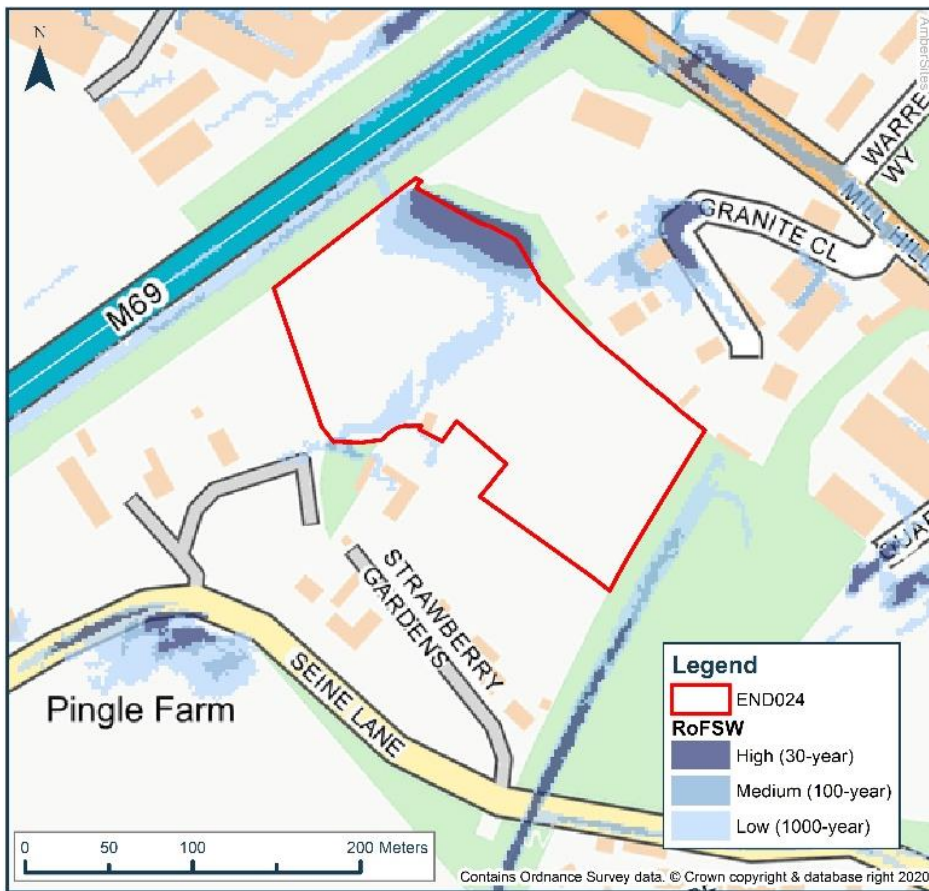 N
AmberSites
M69
WARRE
WY
GRANITE CL
MILL HILL
QUAR
STRAWBERRY
GARDENS
SEINE LANE
Pingle Farm
Legend
END024
RoFSW
High (30-year)
Medium (100-year)
Low (1000-year)
0 50 100 200 Meters
Contains Ordnance Survey data. © Crown copyright & database right 2020